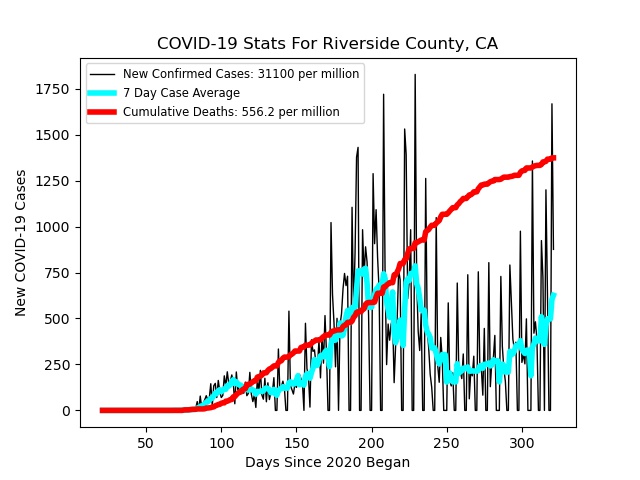 COVID-19 Stats For Riverside County, CA
New Confirmed Cases: 31100 per million
7 Day Case Average
Cumulative Deaths: 556.2 per million
New COVID-19 Cases
1750
1500
1250
1000
750
500
250
0
50 100 150 200 250 300
Days Since 2020 Began